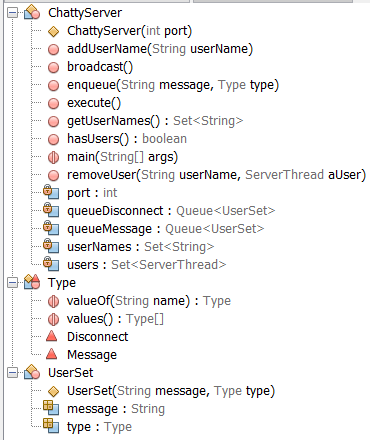 ChattyServer
ChattyServer(int port)
addUserName(String userName)
broadcast()
enqueue(String message, Type type)
execute()
getUserNames() : Set<String>
hasUsers() : boolean
main(String[] args)
removeUser(String userName, ServerThread aUser)
port : int
queueDisconnect : Queue<UserSet>
queueMessage : Queue<UserSet>
userNames : Set<String>
users : Set<ServerThread>
Type
valueOf(String name) : Type
values() : Type[]
Disconnect
Message
UserSet
UserSet(String message, Type type)
message : String
type : Type